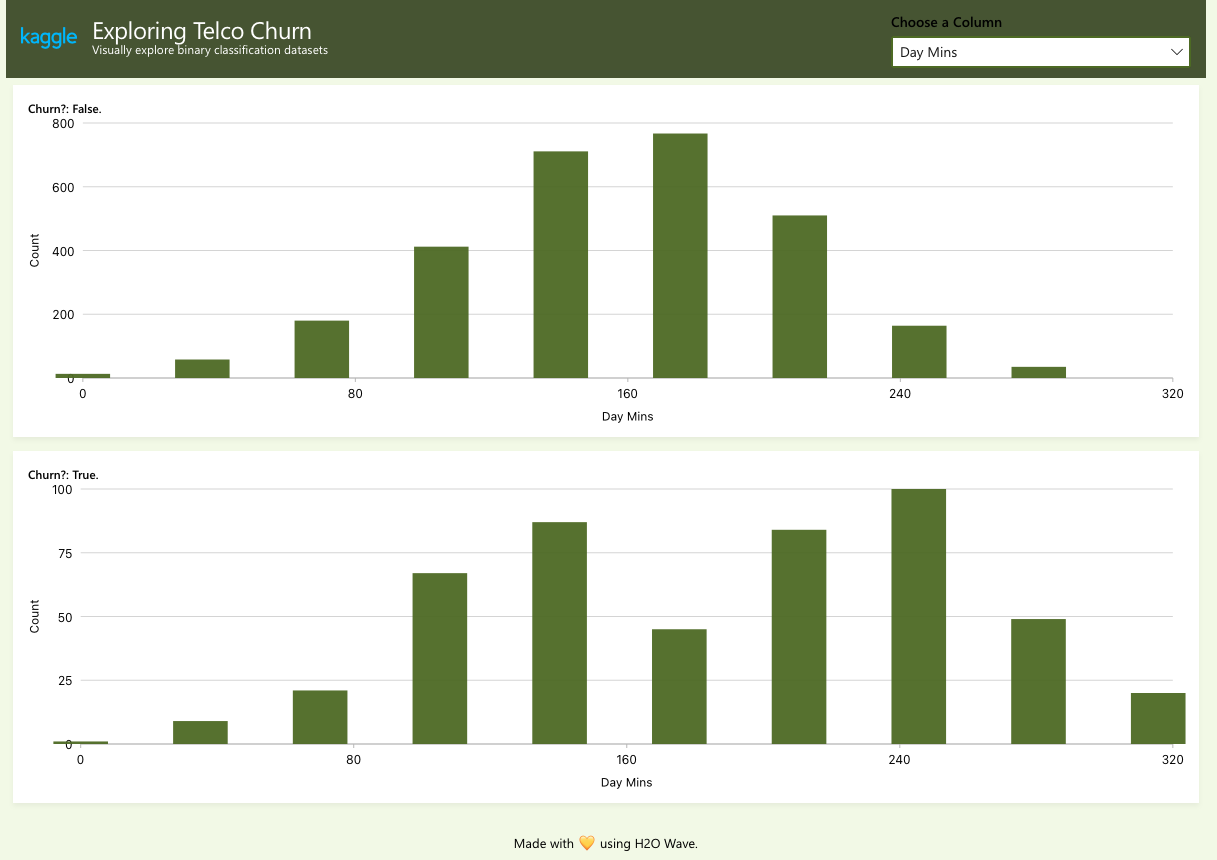 kaggle
Exploring Telco Churn
Visually explore binary classification datasets
Choose a Column
Day Mins
Churn?: False.
800
600
400
200
0
Count
0 80 160 240 320
Day Mins
Churn?: True.
100
75
50
25
0
Count
0 80 160 240 320
Day Mins
Made with 💛 using H2O Wave.